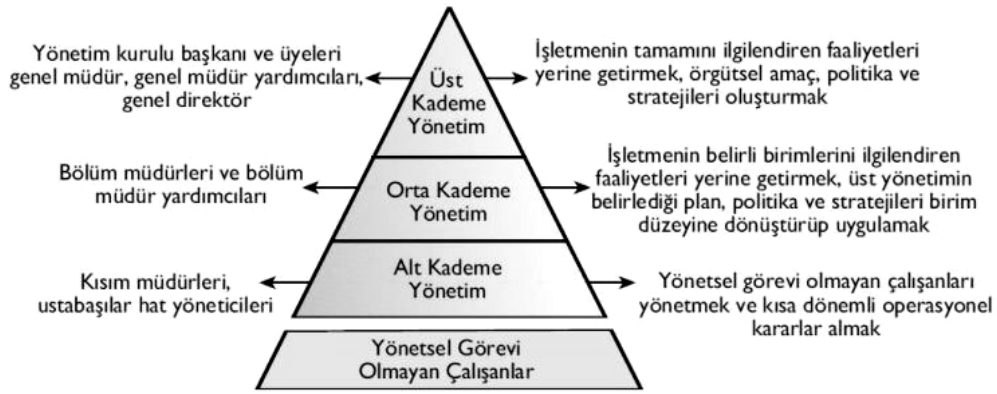 Yönetim kurulu başkanı ve üyeleri
genel müdür, genel müdür yardımcıları,
genel direktör
Üst
Kademe
Yönetim
İşletmenin tamamını ilgilendiren faaliyetleri
yerine getirmek, örgütsel amaç, politika ve
stratejileri oluşturmak
Bölüm müdürleri ve bölüm
müdür yardımcıları
Orta Kademe
Yönetim
İşletmenin belirli birimlerini ilgilendiren
faaliyetleri yerine getirmek, üst yönetimin
belirlediği plan, politika ve stratejileri birim
düzeyine dönüştürüp uygulamak
Kısım müdürleri,
ustabaşılar hat yöneticileri
Alt Kademe
Yönetim
Yönetsel görevi olmayan çalışanları
yönetmek ve kısa dönemli operasyonel
kararlar almak
Yönetsel Görevi
Olmayan Çalışanlar